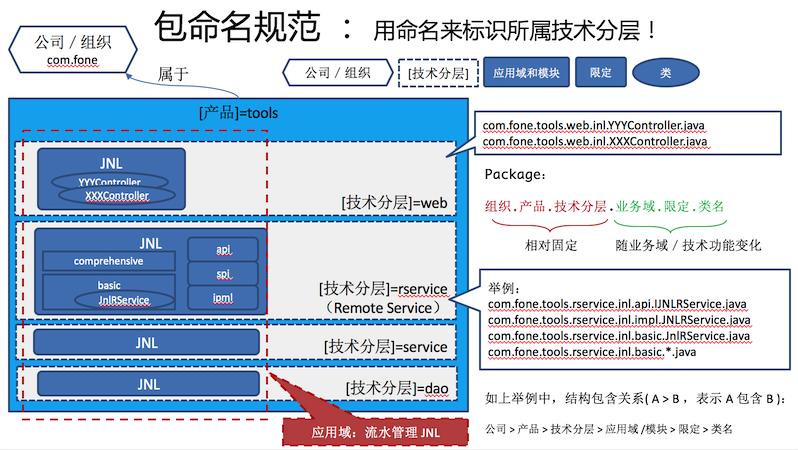 包命名规范 ： 用命名来标识所属技术分层！
公司 / 组织
com.fone
属于
公司 / 组织
[技术分层]
应用域和模块
限定
类
[产品]=tools
JNL
YYYController
XXXController
[技术分层]=web
JNL
comprehensive
basic
JnlRService
api
spi
ipml
[技术分层]=rservice
（Remote Service）
JNL
[技术分层]=service
JNL
[技术分层]=dao
应用域：流水管理 JNL
com.fone.tools.web.inl.YYYController.java
com.fone.tools.web.inl.XXXController.java
Package：
组织 . 产品 . 技术分层 . 业务域 . 限定 . 类名
相对固定
随业务域 / 技术功能变化
举例：
com.fone.tools.rservice.inl.api.IJNLRService.java
com.fone.tools.rservice.inl.impl.JNLRService.java
com.fone.tools.rservice.inl.basic.JnlRService.java
com.fone.tools.rservice.inl.basic.*.java
如上举例中，结构包含关系( A > B ，表示 A 包含 B )：
公司 > 产品 > 技术分层 > 应用域 /模块 > 限定 > 类名